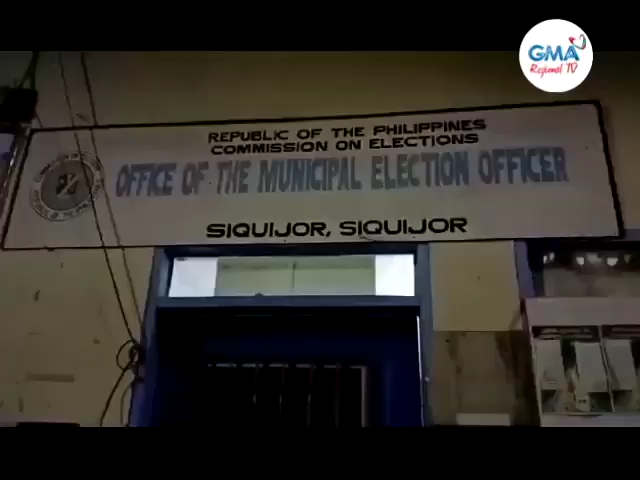 GMA
Regional TV
REPUBLIC OF THE PHILIPPINES
COMMISSION ON ELECTIONS
OFFICE OF THE MUNICIPAL ELECTION OFFICER
SIQUIJOR, SIQUIJOR